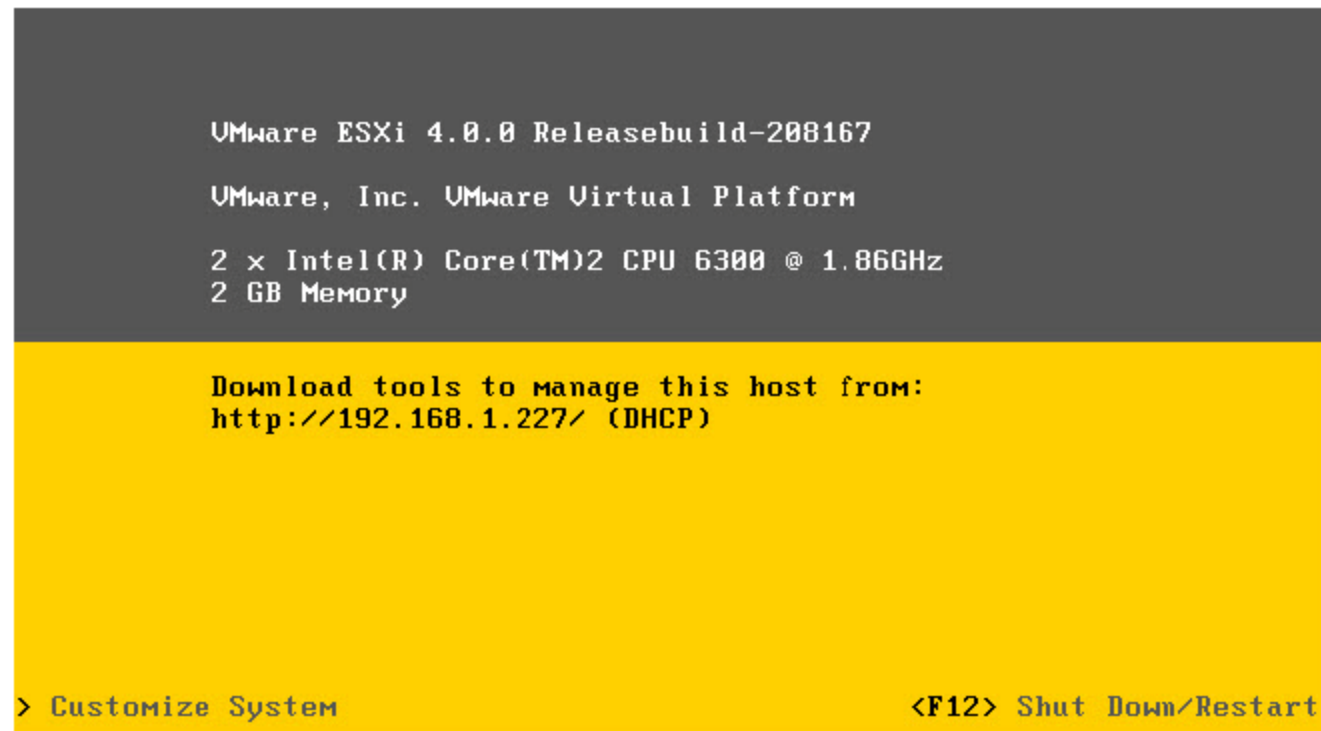 VMware ESXi 4.0.0 Releasebuild-208167
VMware, Inc. VMware Virtual Platform
2 x Intel(R) Core(TM)2 CPU 6300 @ 1.86GHz
2 GB Memory
Download tools to manage this host from:
http://192.168.1.227/ (DHCP)
> Customize System
<F12> Shut Down/Restart